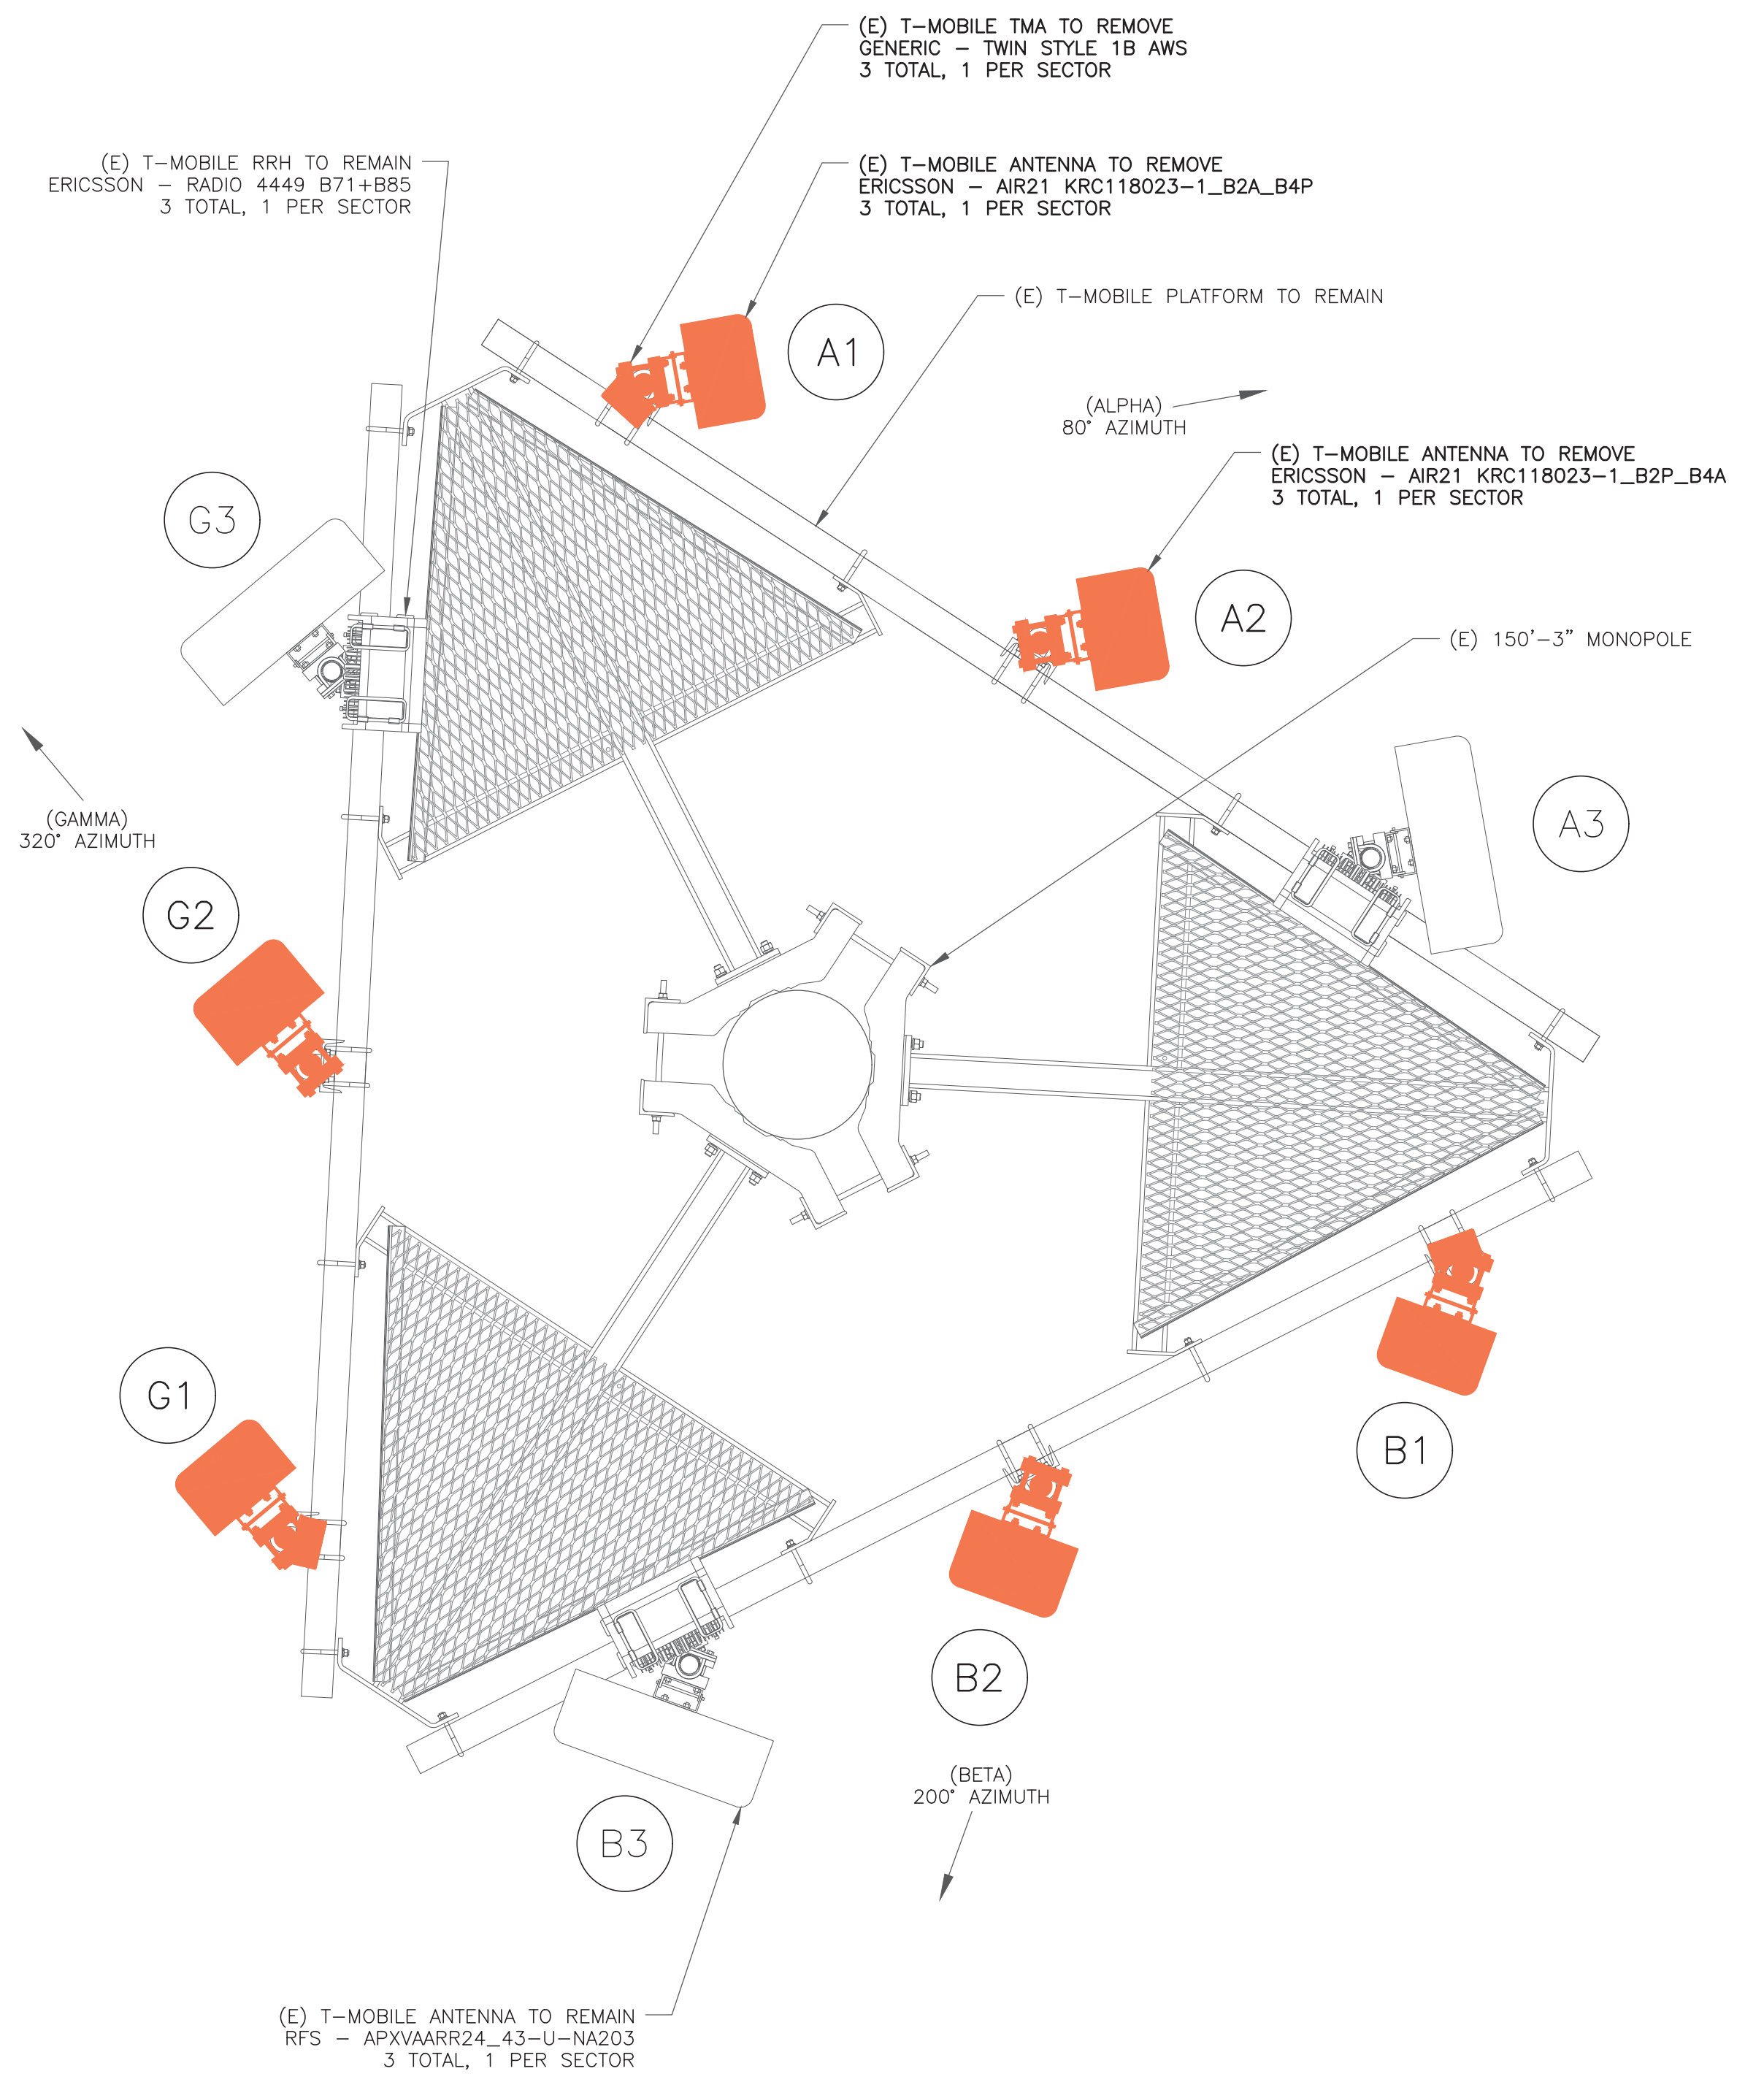 (E) T-MOBILE TMA TO REMOVE
GENERIC - TWIN STYLE 1B AWS
3 TOTAL, 1 PER SECTOR
(E) T-MOBILE RRH TO REMAIN
ERICSSON - RADIO 4449 B71+B85
3 TOTAL, 1 PER SECTOR
(E) T-MOBILE ANTENNA TO REMOVE
ERICSSON - AIR21 KRC118023-1_B2A_B4P
3 TOTAL, 1 PER SECTOR
(E) T-MOBILE PLATFORM TO REMAIN
A1
(ALPHA)
80° AZIMUTH
(E) T-MOBILE ANTENNA TO REMOVE
ERICSSON - AIR21 KRC118023-1_B2P_B4A
3 TOTAL, 1 PER SECTOR
G3
A2
(E) 150'-3" MONOPOLE
A3
(GAMMA)
320° AZIMUTH
G2
G1
B1
B2
(BETA)
200° AZIMUTH
B3
(E) T-MOBILE ANTENNA TO REMAIN
RFS - APXVAARR24_43-U-NA203
3 TOTAL, 1 PER SECTOR